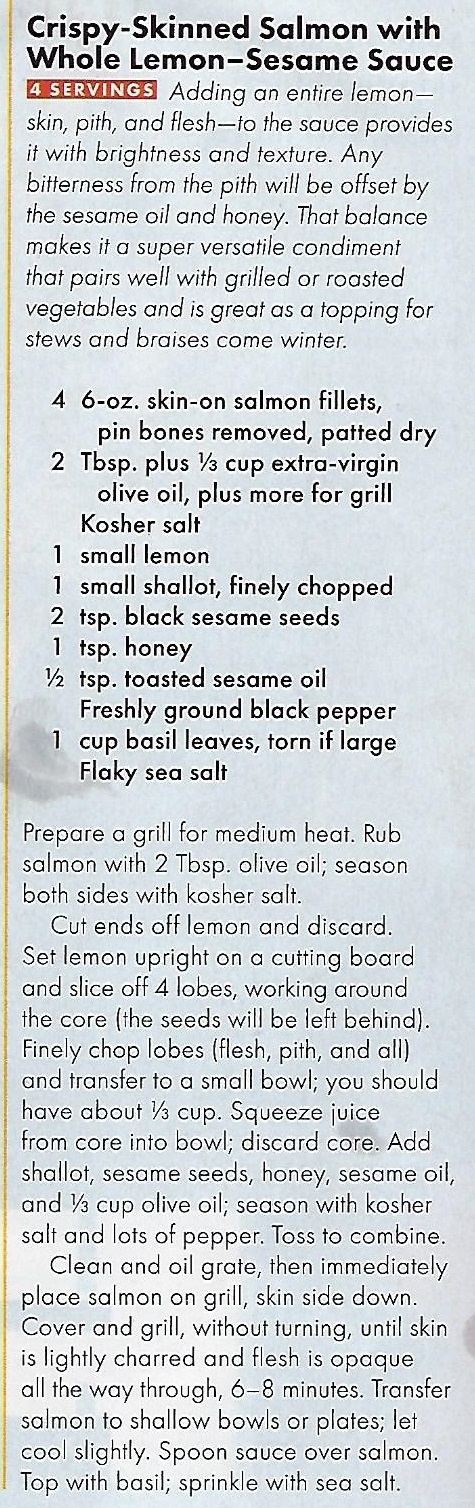 Crispy-Skinned Salmon with
Whole Lemon–Sesame Sauce
4 SERVINGS Adding an entire lemon—
skin, pith, and flesh—to the sauce provides
it with brightness and texture. Any
bitterness from the pith will be offset by
the sesame oil and honey. That balance
makes it a super versatile condiment
that pairs well with grilled or roasted
vegetables and is great as a topping for
stews and braises come winter.
4 6-oz. skin-on salmon fillets,
pin bones removed, patted dry
2 Tbsp. plus ⅓ cup extra-virgin
olive oil, plus more for grill
Kosher salt
1 small lemon
1 small shallot, finely chopped
2 tsp. black sesame seeds
1 tsp. honey
½ tsp. toasted sesame oil
Freshly ground black pepper
1 cup basil leaves, torn if large
Flaky sea salt
Prepare a grill for medium heat. Rub
salmon with 2 Tbsp. olive oil; season
both sides with kosher salt.
Cut ends off lemon and discard.
Set lemon upright on a cutting board
and slice off 4 lobes, working around
the core (the seeds will be left behind).
Finely chop lobes (flesh, pith, and all)
and transfer to a small bowl; you should
have about ⅓ cup. Squeeze juice
from core into bowl; discard core. Add
shallot, sesame seeds, honey, sesame oil,
and ⅓ cup olive oil; season with kosher
salt and lots of pepper. Toss to combine.
Clean and oil grate, then immediately
place salmon on grill, skin side down.
Cover and grill, without turning, until skin
is lightly charred and flesh is opaque
all the way through, 6–8 minutes. Transfer
salmon to shallow bowls or plates; let
cool slightly. Spoon sauce over salmon.
Top with basil; sprinkle with sea salt.